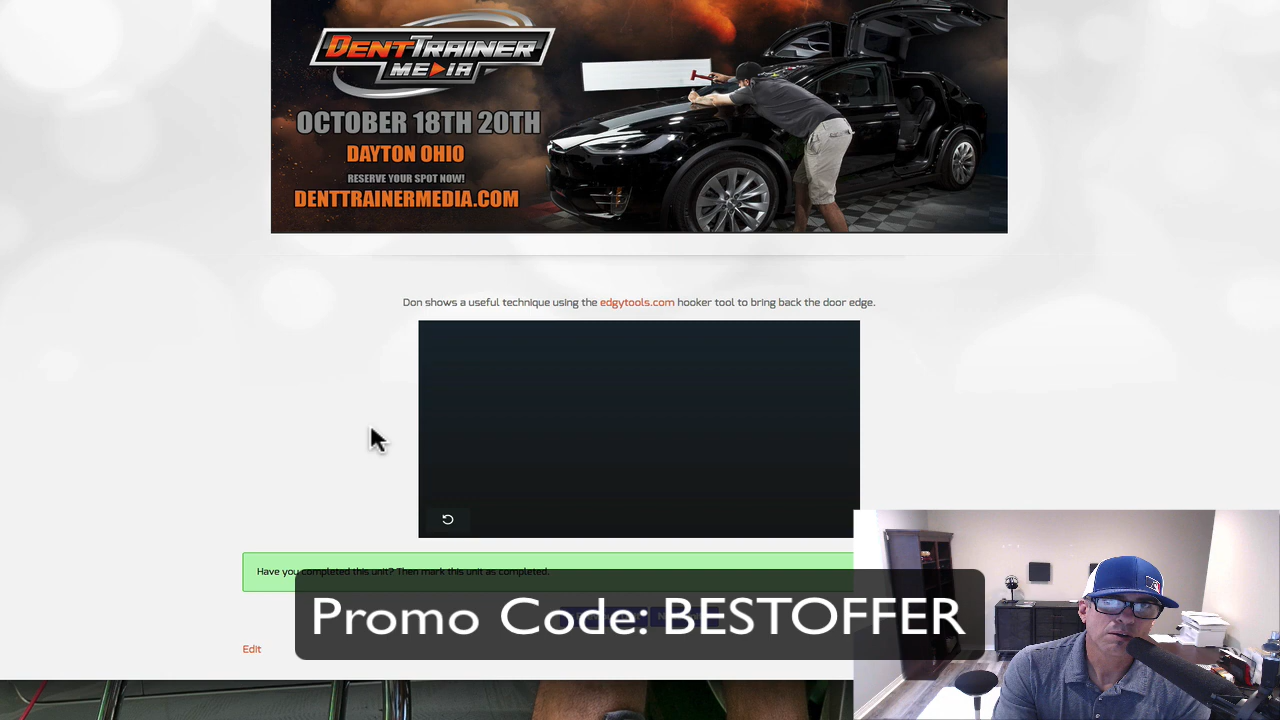 DENTTRAINER
MEDIA
OCTOBER 18TH 20TH
DAYTON OHIO
RESERVE YOUR SPOT NOW!
DENTTRAINERMEDIA.COM
Don shows a useful technique using the edgytools.com hooker tool to bring back the door edge.
Have you completed this unit? Then mark this unit as completed.
Promo Code: BESTOFFER
Edit